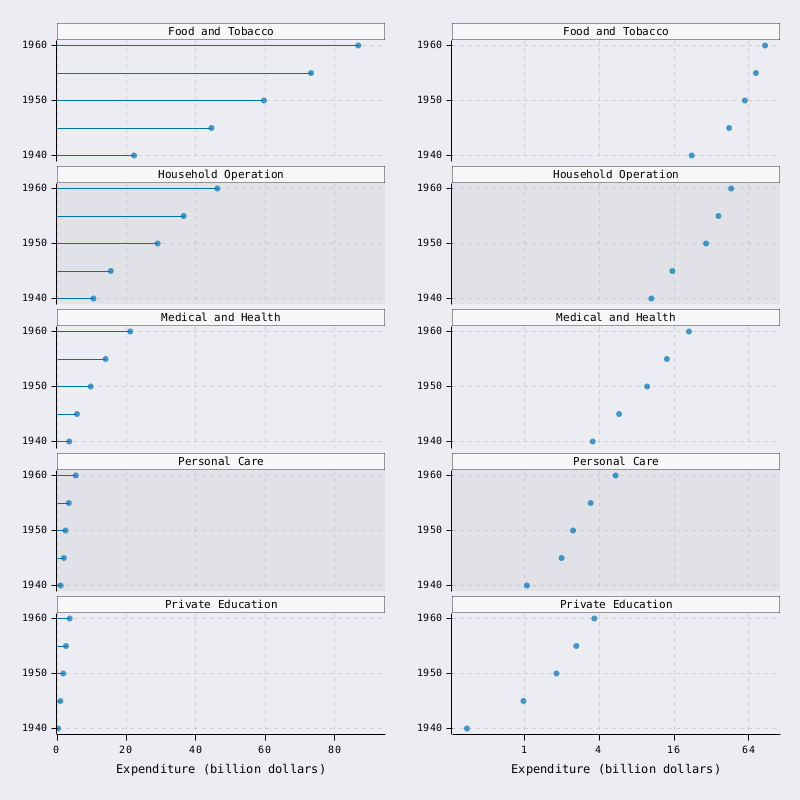 Food and Tobacco
1960
1950
1940
Household Operation
1960
1950
1940
Medical and Health
1960
1950
1940
Personal Care
1960
1950
1940
Private Education
1960
1950
1940
0 20 40 60 80
Expenditure (billion dollars)
Food and Tobacco
1960
1950
1940
Household Operation
1960
1950
1940
Medical and Health
1960
1950
1940
Personal Care
1960
1950
1940
Private Education
1960
1950
1940
1 4 16 64
Expenditure (billion dollars)